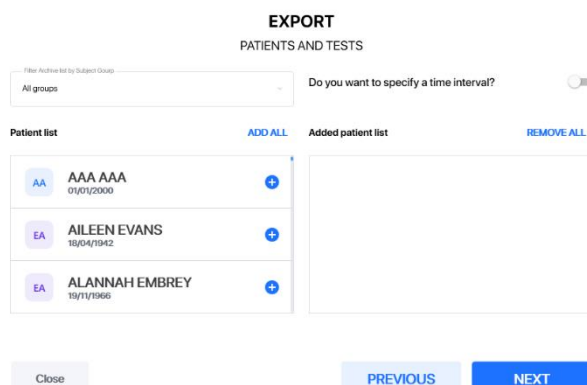 EXPORT
PATIENTS AND TESTS
Filter Archive list by Subject Gourp
All groups
Do you want to specify a time interval?
Patient list
ADD ALL
Added patient list
REMOVE ALL
AA
AAA AAA
01/01/2000
EA
AILEEN EVANS
18/04/1942
EA
ALANNAH EMBREY
19/11/1966
Close
PREVIOUS
NEXT